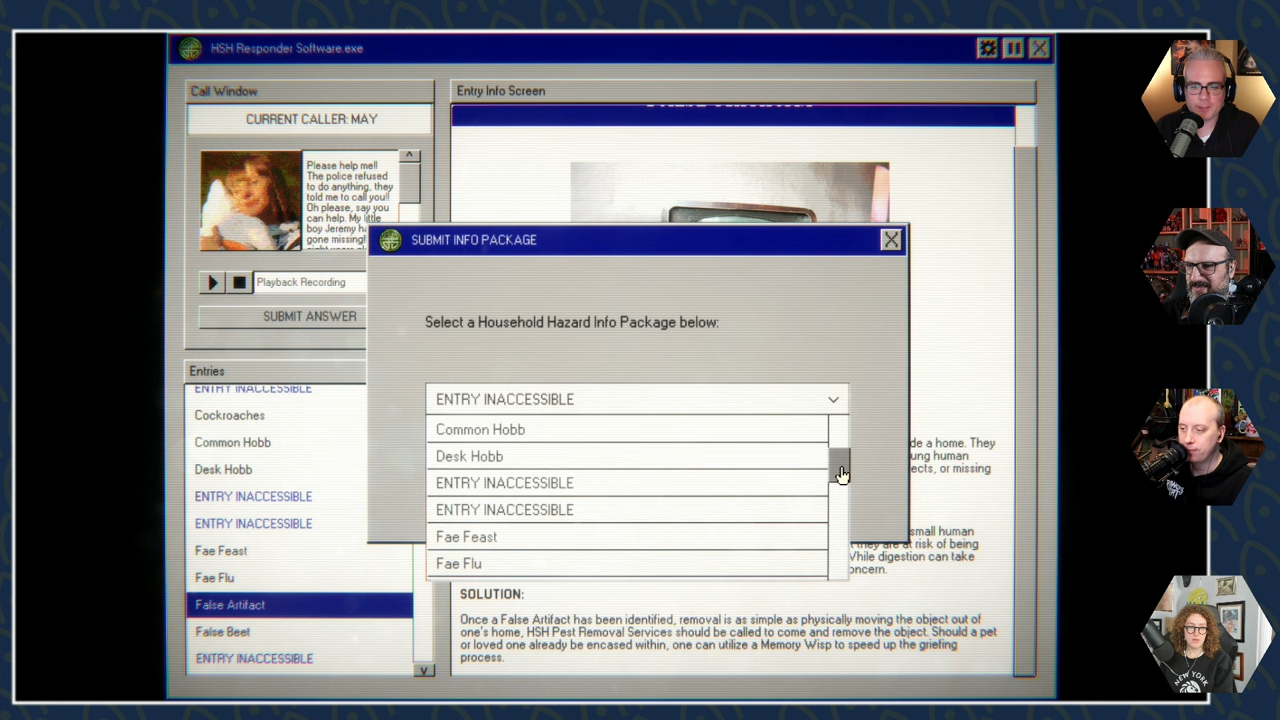 HSH Responder Software.exe
Call Window
CURRENT CALLER: MAY
Please help me!!
The police refused
to do anything, they
told me to call you!!
Oh please, say you
can help. My little
boy Jeremy ha
gone missing!
Playback Recording
SUBMIT ANSWER
Entries
ENTRY INACCESSIBLE
Cockroaches
Common Hobb
Desk Hobb
ENTRY INACCESSIBLE
ENTRY INACCESSIBLE
Fae Feast
Fae Flu
False Artifact
False Beet
ENTRY INACCESSIBLE
Entry Info Screen
SUBMIT INFO PACKAGE
Select a Household Hazard Info Package below:
ENTRY INACCESSIBLE
Common Hobb
Desk Hobb
ENTRY INACCESSIBLE
ENTRY INACCESSIBLE
Fae Feast
Fae Flu
de a home. They
ung human
ects, or missing
small human
they are at risk of being
While digestion can take
oncern.
SOLUTION:
Once a False Artifact has been identified, removal is as simple as physically moving the object out of
one's home, HSH Pest Removal Services should be called to come and remove the object. Should a pet
or loved one already be encased within, one can utilize a Memory Wisp to speed up the griefing
process.
NEW YORK